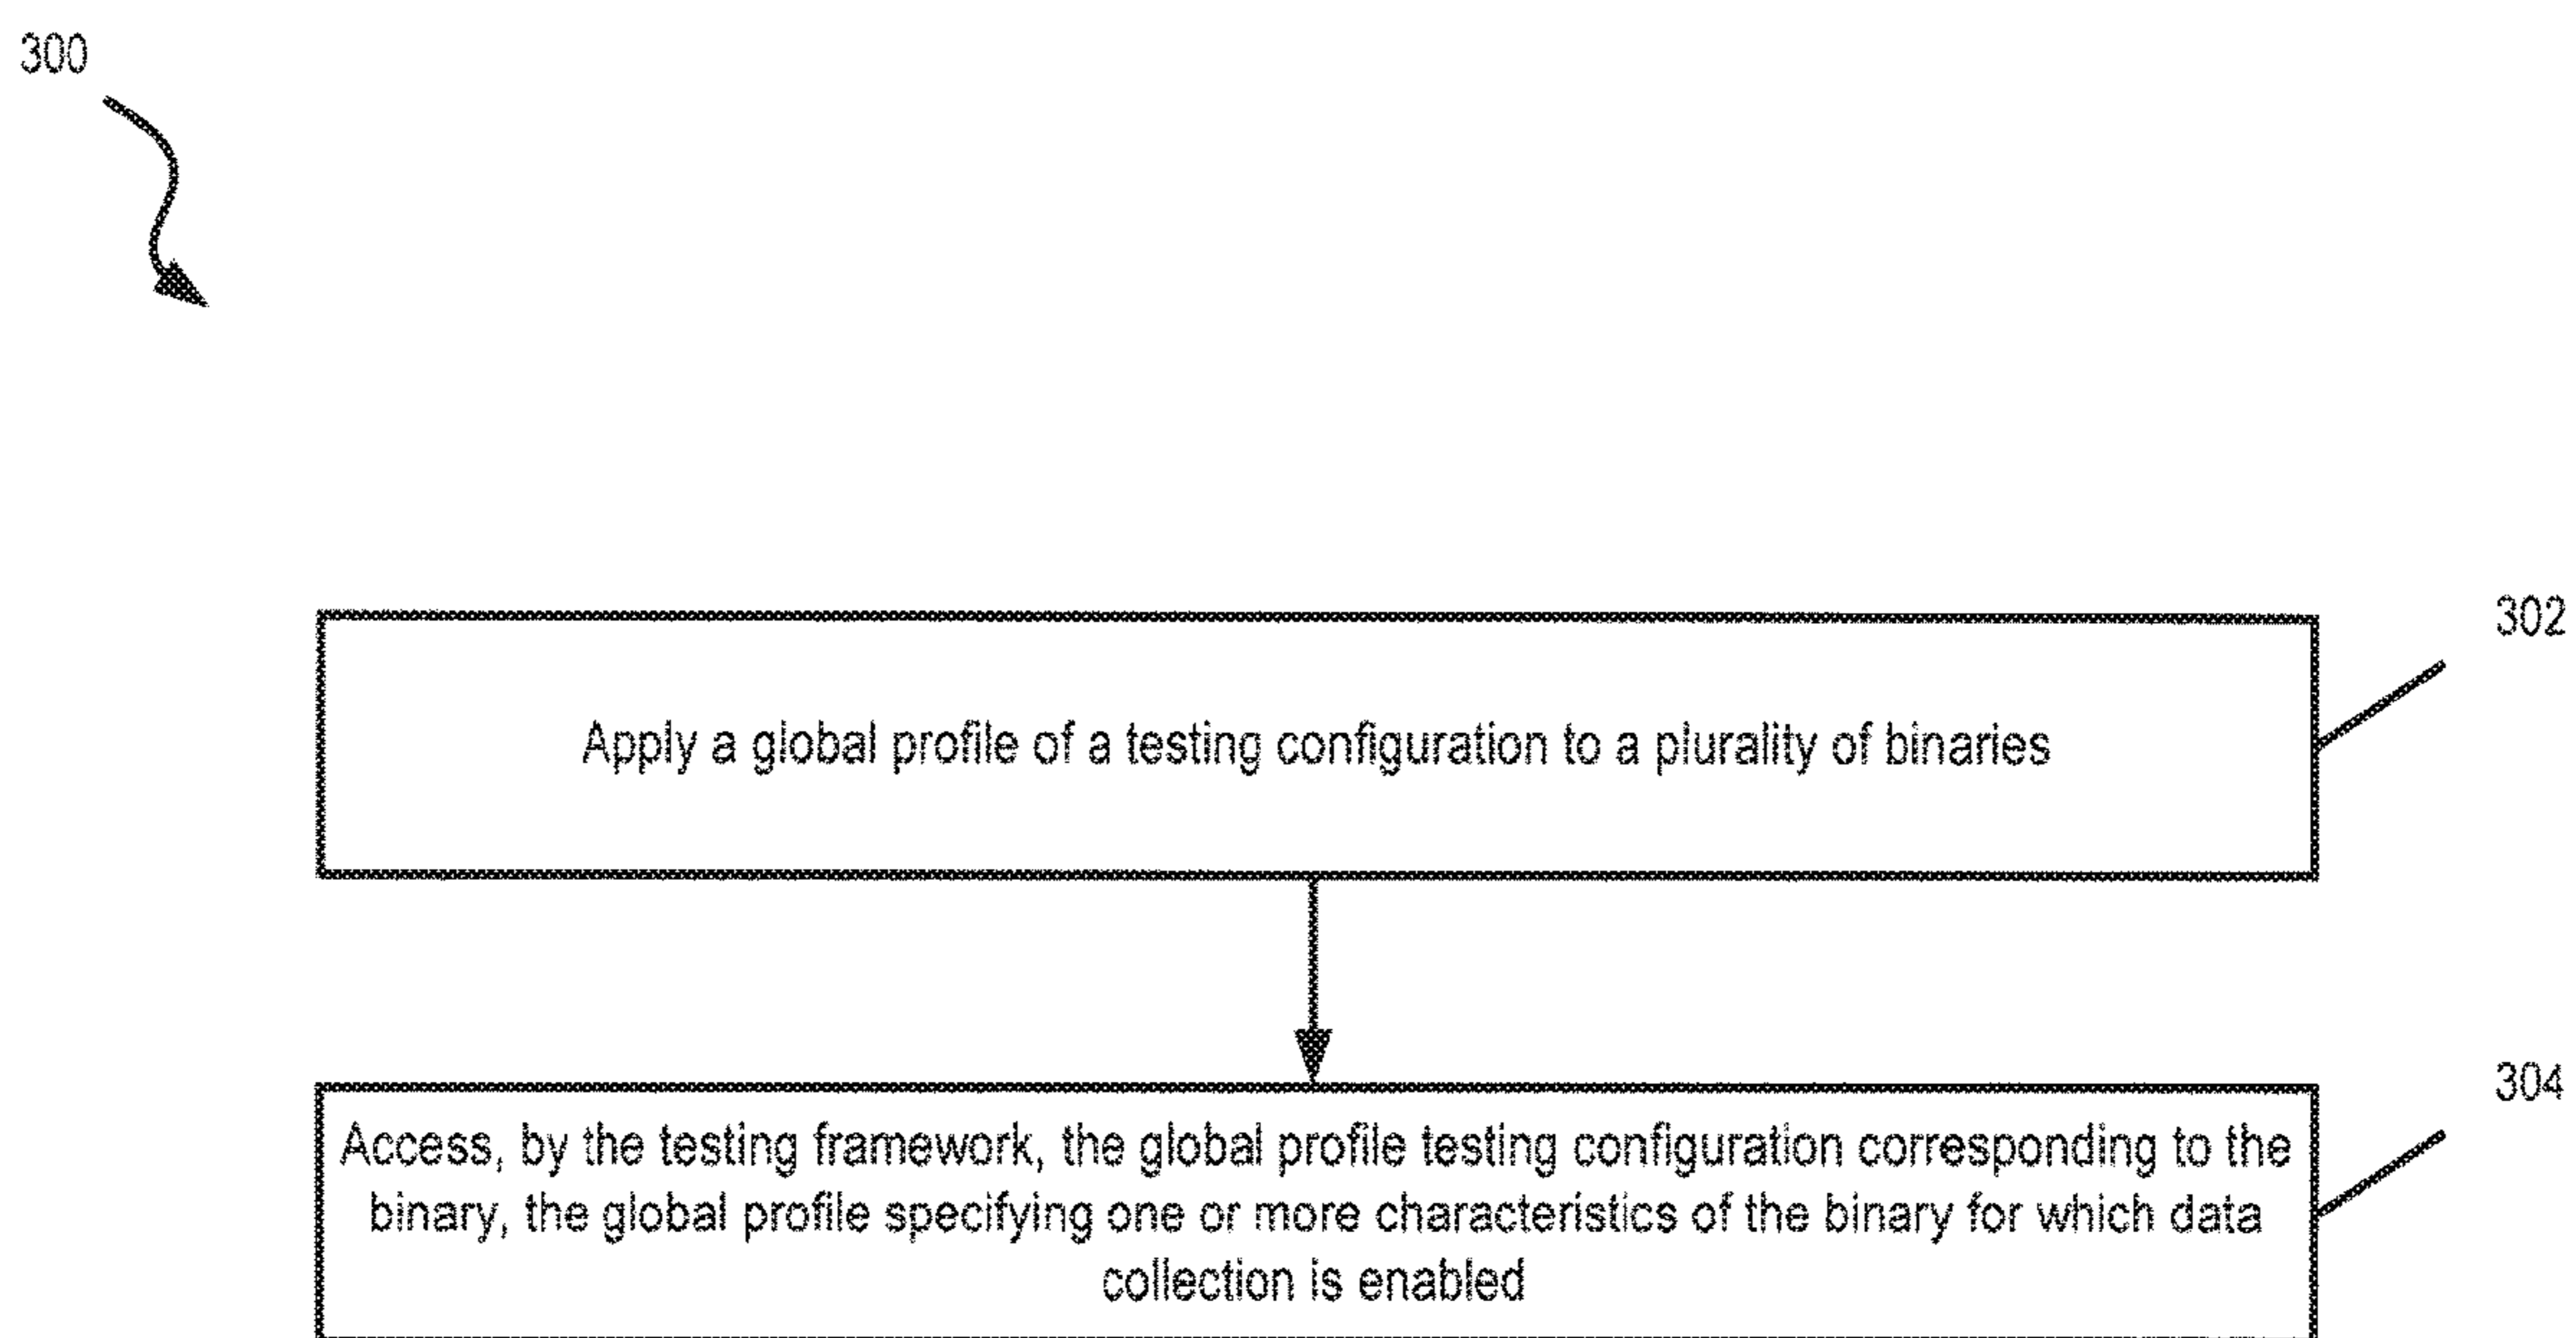 300
302
Apply a global profile of a testing configuration to a plurality of binaries
304
Access, by the testing framework, the global profile testing configuration corresponding to the
binary, the global profile specifying one or more characteristics of the binary for which data
collection is enabled